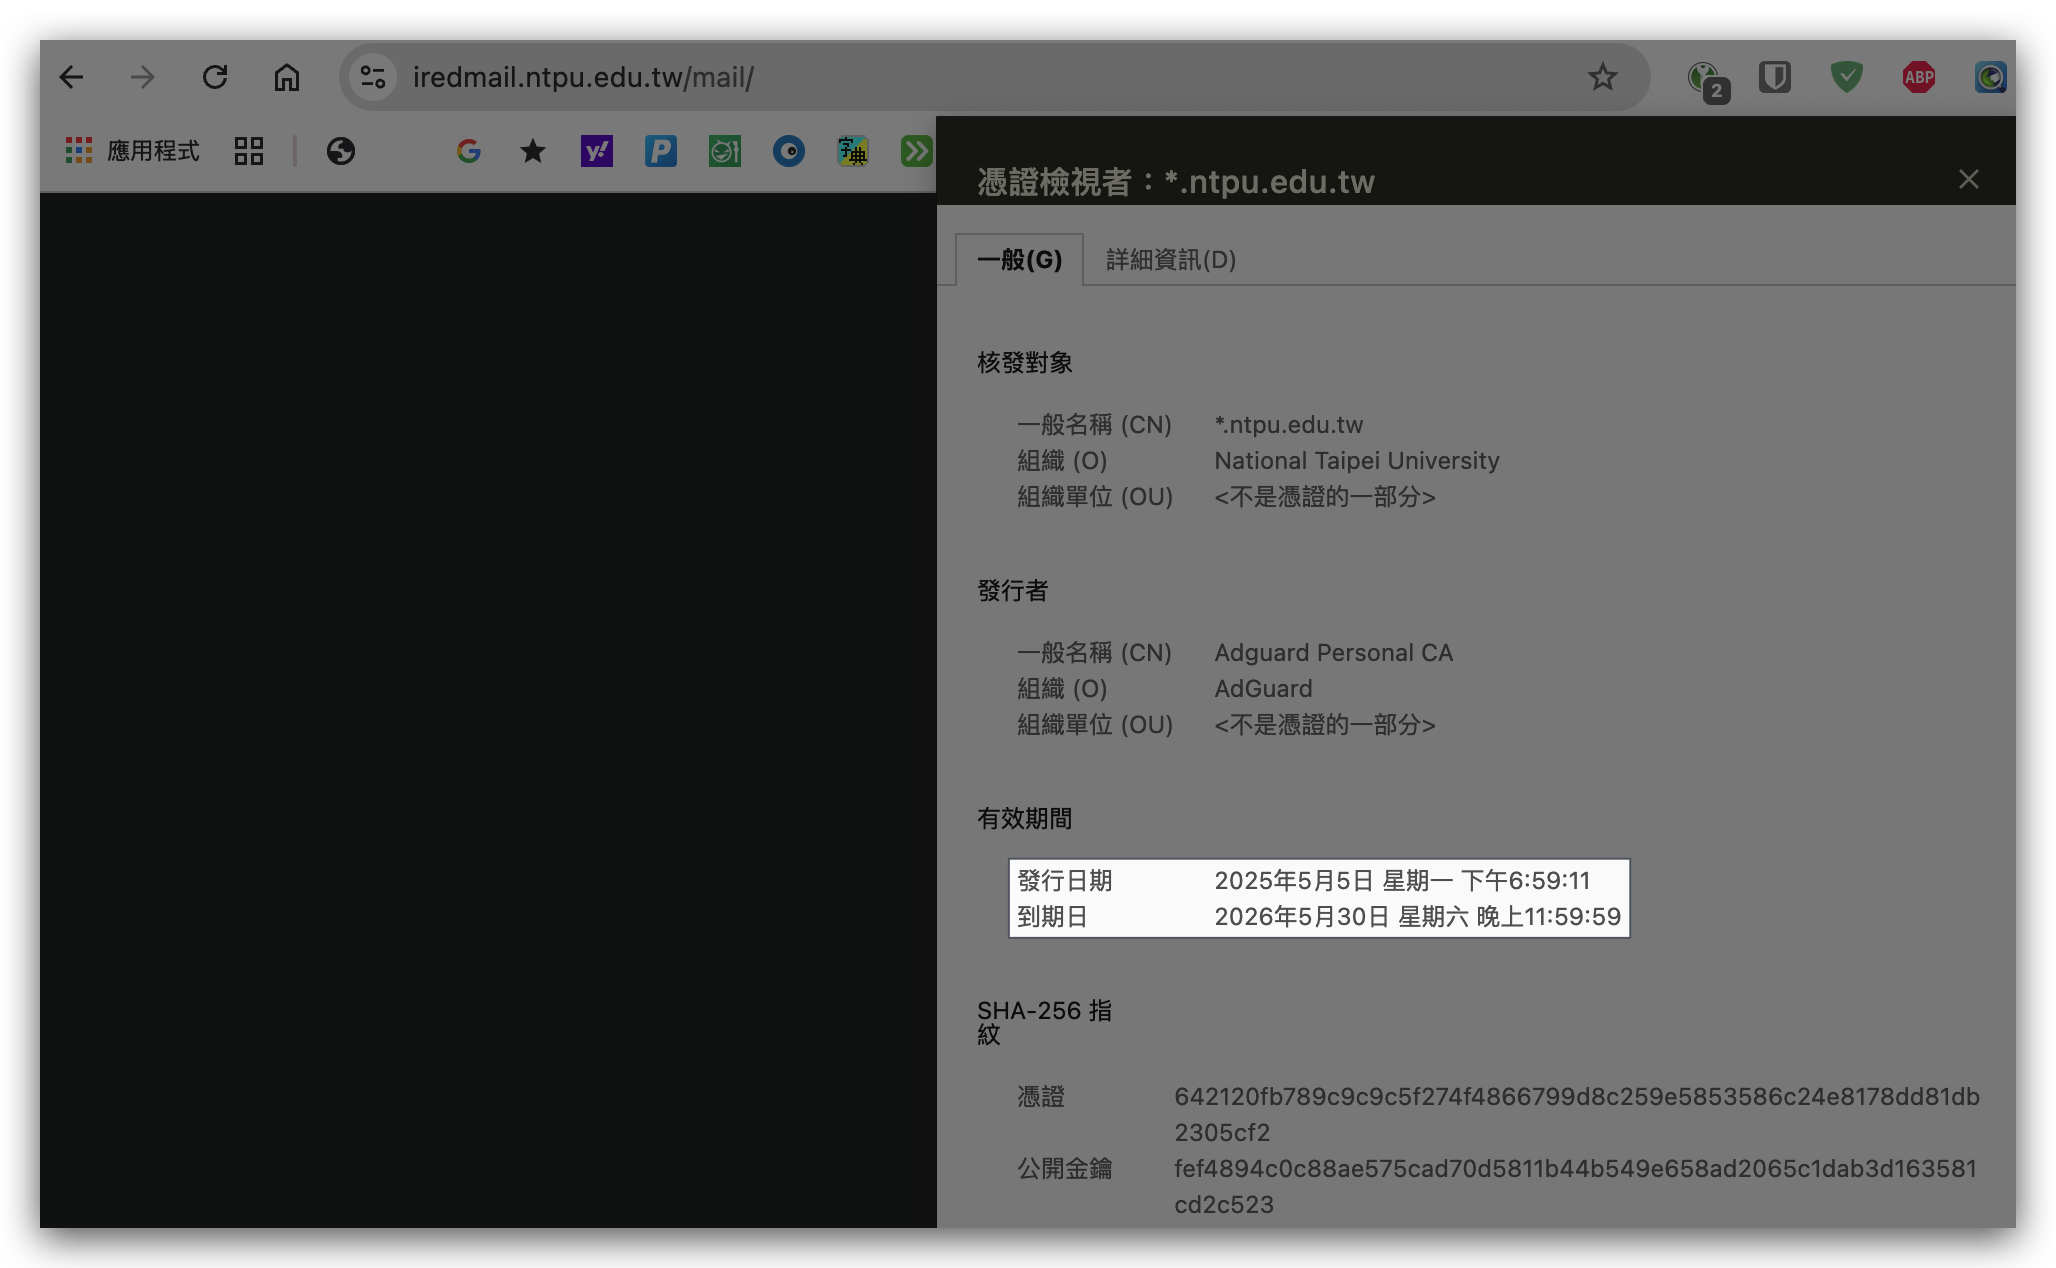 iredmail.ntpu.edu.tw/mail/
2
ABP
應用程式
G
y!
P
字典
憑證檢視者：*.ntpu.edu.tw
一般(G)
詳細資訊(D)
核發對象
一般名稱 (CN) *.ntpu.edu.tw
組織 (O) National Taipei University
組織單位 (OU) <不是憑證的一部分>
發行者
一般名稱 (CN) Adguard Personal CA
組織 (O) AdGuard
組織單位 (OU) <不是憑證的一部分>
有效期間
發行日期 2025年5月5日 星期一 下午6:59:11
到期日 2026年5月30日 星期六 晚上11:59:59
SHA-256 指
紋
憑證 642120fb789c9c9c5f274f4866799d8c259e5853586c24e8178dd81db
2305cf2
公開金鑰 fef4894c0c88ae575cad70d5811b44b549e658ad2065c1dab3d163581
cd2c523